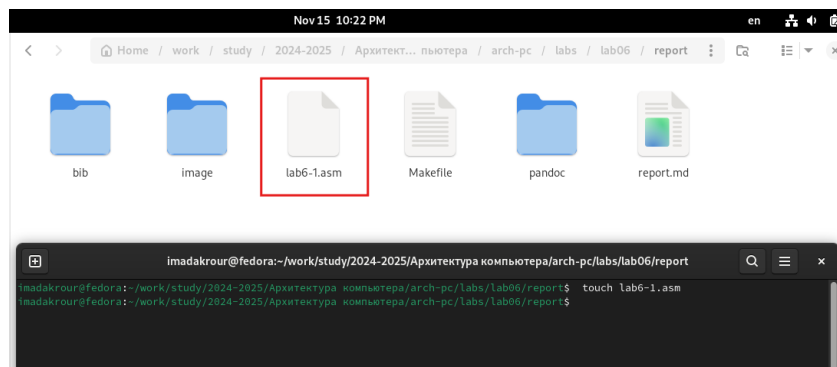 Nov 15 10:22 PM
en
Home / work / study / 2024-2025 / Архитект... пьютера / arch-pc / labs / lab06 / report
bib
image
lab6-1.asm
Makefile
pandoc
report.md
imadakrour@fedora:~/work/study/2024-2025/Архитектура компьютера/arch-pc/labs/lab06/report
imadakrour@fedora:~/work/study/2024-2025/Архитектура компьютера/arch-pc/labs/lab06/report$ touch lab6-1.asm
imadakrour@fedora:~/work/study/2024-2025/Архитектура компьютера/arch-pc/labs/lab06/report$